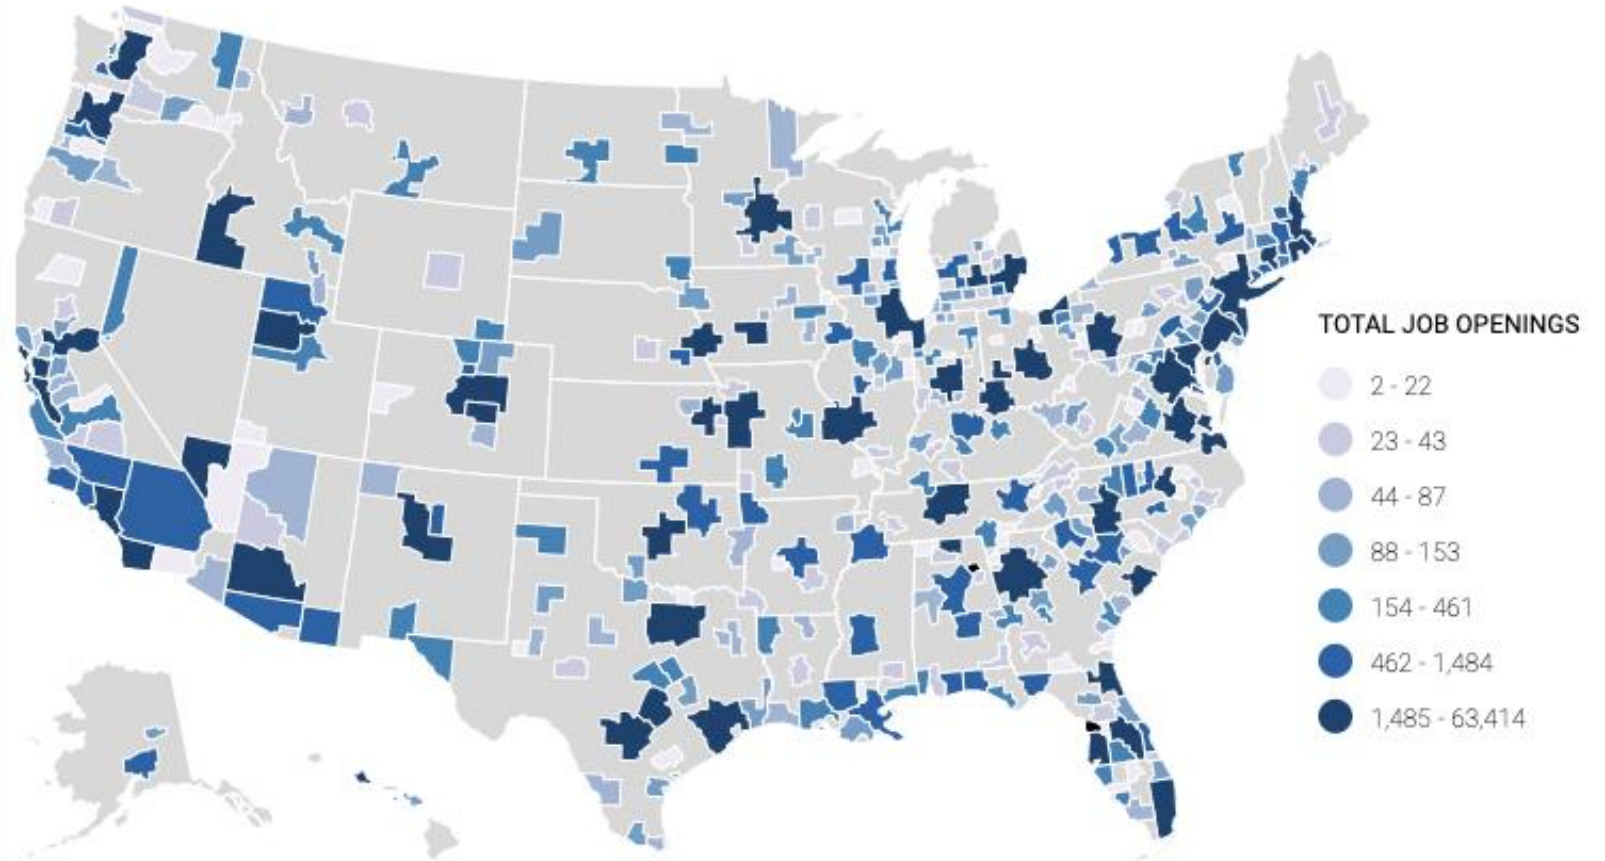 TOTAL JOB OPENINGS
2 - 22
23 - 43
44 - 87
88 - 153
154 - 461
462 - 1,484
1,485 - 63,414